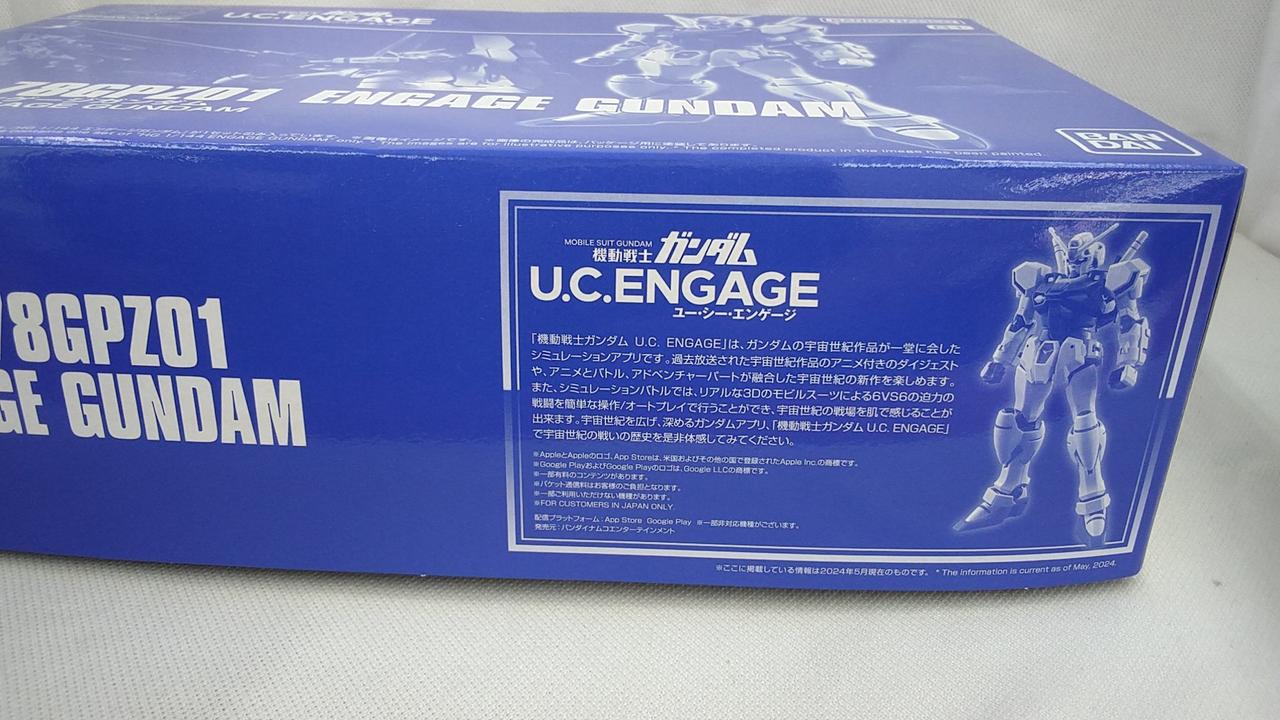 U.C.ENGAGE
78GPZ01 ENGAGE GUNDAM
AGE GUNDAM
144 ENGAGE GUNDAM only. * The images are for illustrative purposes only. * The completed product in the image has been painted.
BAN
DAI
78GPZ01
GE GUNDAM
MOBILE SUIT GUNDAM
機動戦士 ガンダム
U.C.ENGAGE
ユー・シー・エンゲージ
「機動戦士ガンダム U.C. ENGAGE」は、ガンダムの宇宙世紀作品が一堂に会した
シミュレーションアプリです。過去放送された宇宙世紀作品のアニメ付きのダイジェスト
や、アニメとバトル、アドベンチャーパートが融合した宇宙世紀の新作を楽しめます。
また、シミュレーションバトルでは、リアルな3Dのモビルスーツによる6VS6の迫力の
戦闘を簡単な操作/オートプレイで行うことができ、宇宙世紀の戦場を肌で感じることが
出来ます。宇宙世紀を広げ、深めるガンダムアプリ、「機動戦士ガンダム U.C. ENGAGE」
で宇宙世紀の戦いの歴史を是非体感してみてください。
※AppleとAppleのロゴ、App Storeは、米国およびその他の国で登録されたApple Inc.の商標です。
※Google PlayおよびGoogle Playのロゴは、Google LLCの商標です。
※一部有料のコンテンツがあります。
※パケット通信料はお客様のご負担となります。
※一部ご利用いただけない機種があります。
※FOR CUSTOMERS IN JAPAN ONLY.
配信プラットフォーム : App Store Google Play ※一部非対応機種がございます。
発売元 : バンダイナムコエンターテインメント
※ここに掲載している情報は2024年5月現在のものです。 * The information is current as of May, 2024.